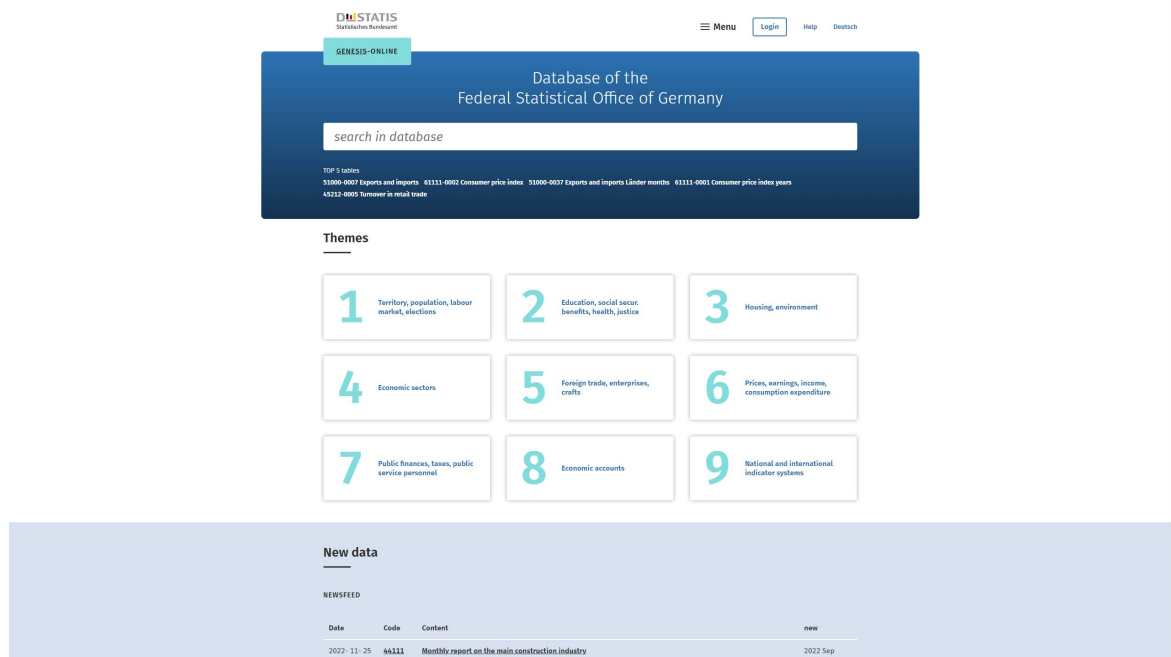 DESTATIS
Statistisches Bundesamt
Menu
Login
Help
Deutsch
GENESIS-ONLINE
Database of the
Federal Statistical Office of Germany
search in database
TOP 5 tables
51000-0007 Exports and imports 61111-0002 Consumer price index 51000-0037 Exports and imports Länder months 61111-0001 Consumer price index years
45212-0005 Turnover in retail trade
Themes
1
Territory, population, labour
market, elections
2
Education, social secur.
benefits, health, justice
3
Housing, environment
4
Economic sectors
5
Foreign trade, enterprises,
crafts
6
Prices, earnings, income,
consumption expenditure
7
Public finances, taxes, public
service personnel
8
Economic accounts
9
National and international
indicator systems
New data
NEWSFEED
Date Code Content new
2022- 11- 25 44111 Monthly report on the main construction industry 2022 Sep